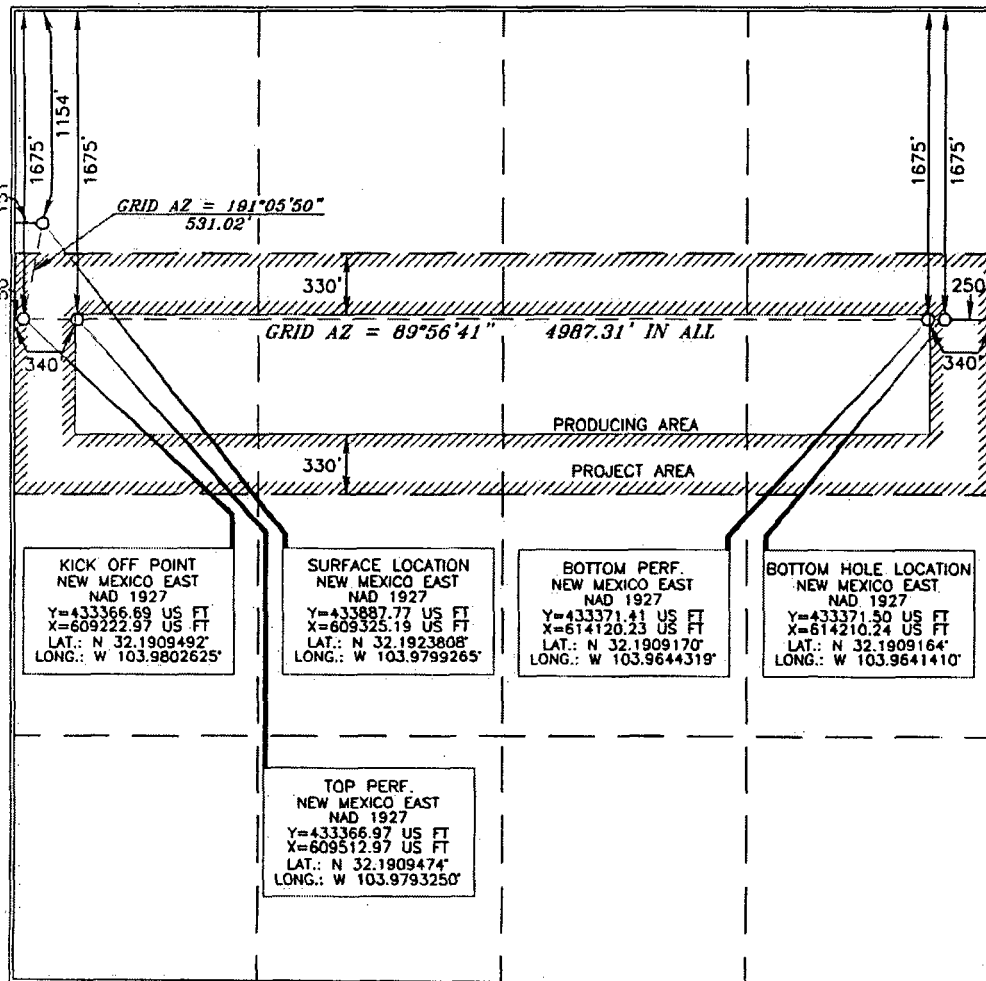 1675'
1154'
1675'
1675'
1675'
GRID AZ = 191°05'50"
531.02'
330'
250
GRID AZ = 89°56'41" 4987.31' IN ALL
340'
340'
PRODUCING AREA
330'
PROJECT AREA
KICK OFF POINT
NEW MEXICO EAST
NAD 1927
Y=433366.69 US FT
X=609222.97 US FT
LAT.: N 32.1909492°
LONG.: W 103.9802625°
SURFACE LOCATION
NEW MEXICO EAST
NAD 1927
Y=433887.77 US FT
X=609325.19 US FT
LAT.: N 32.1923808°
LONG.: W 103.9799265°
BOTTOM PERF.
NEW MEXICO EAST
NAD 1927
Y=433371.41 US FT
X=614120.23 US FT
LAT.: N 32.1909170°
LONG.: W 103.9644319°
BOTTOM HOLE LOCATION
NEW MEXICO EAST
NAD 1927
Y=433371.50 US FT
X=614210.24 US FT
LAT.: N 32.1909164°
LONG.: W 103.9641410°
TOP PERF.
NEW MEXICO EAST
NAD 1927
Y=433366.97 US FT
X=609512.97 US FT
LAT.: N 32.1909474°
LONG.: W 103.9793250°